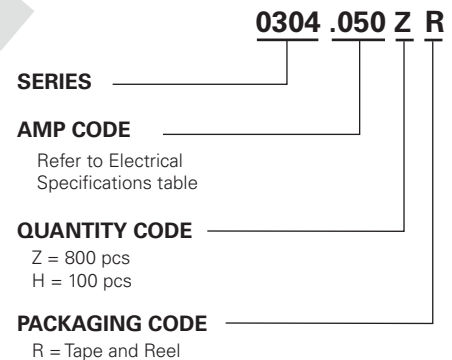 0304 .050 Z R
SERIES
AMP CODE
Refer to Electrical
Specifications table
QUANTITY CODE
Z = 800 pcs
H = 100 pcs
PACKAGING CODE
R = Tape and Reel